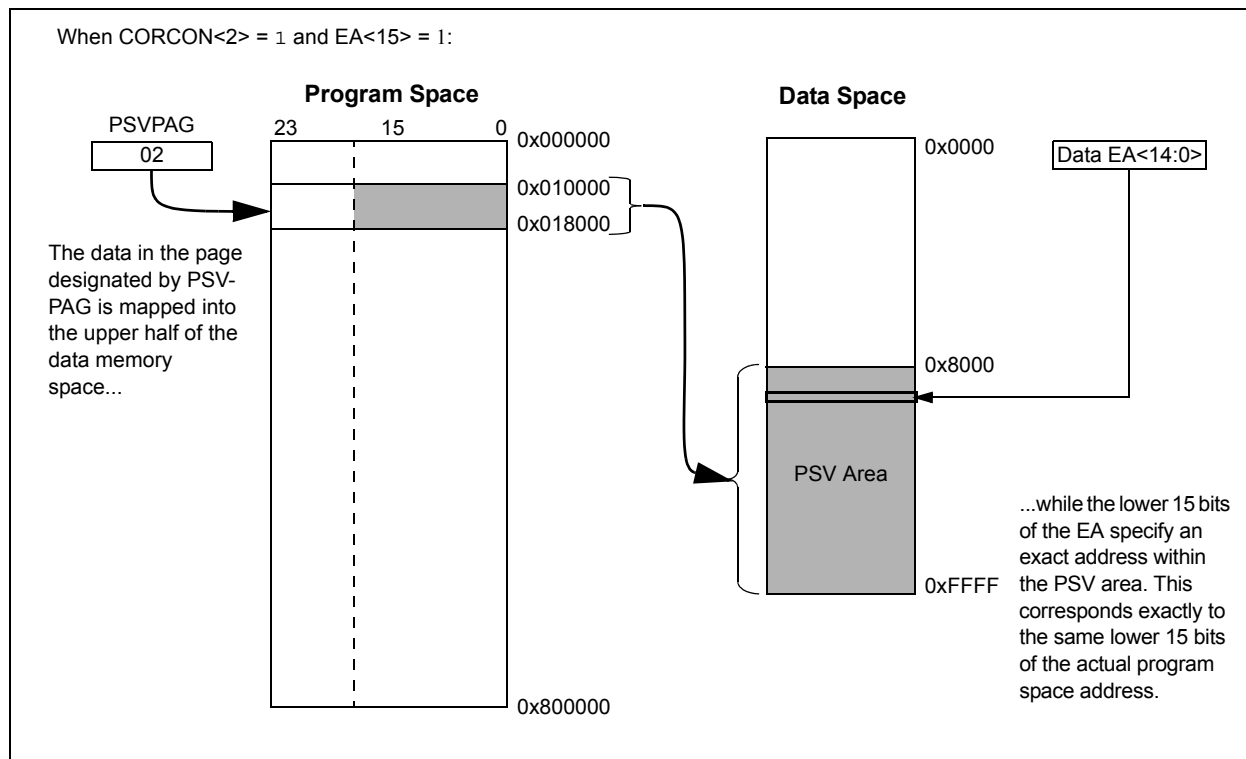 When CORCON<2> = 1 and EA<15> = 1:
Program Space
Data Space
PSVPAG
02
23 15 0
0x000000
0x010000
0x018000
0x800000
The data in the page
designated by PSV-
PAG is mapped into
the upper half of the
data memory
space...
0x0000
0x8000
0xFFFF
PSV Area
Data EA<14:0>
...while the lower 15 bits
of the EA specify an
exact address within
the PSV area. This
corresponds exactly to
the same lower 15 bits
of the actual program
space address.